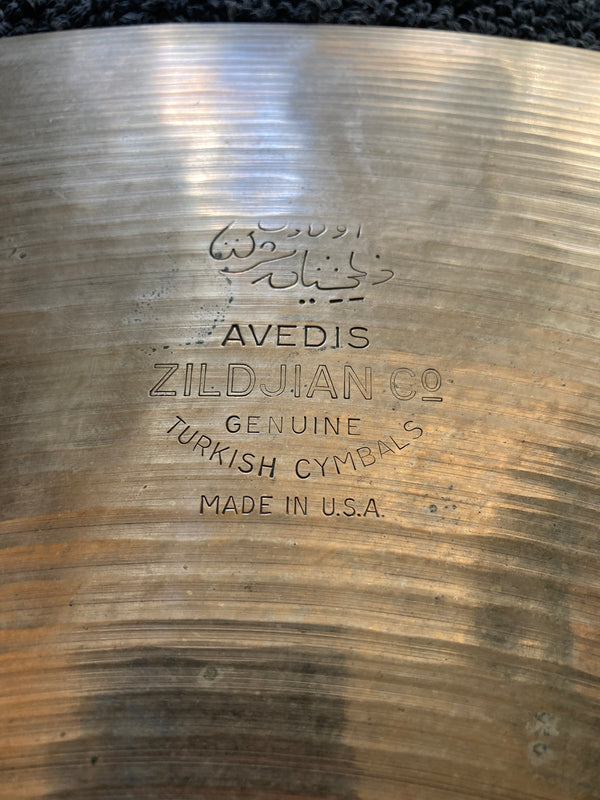 AVEDIS
ZILDJIAN Co
GENUINE
TURKISH CYMBALS
MADE IN U.S.A.